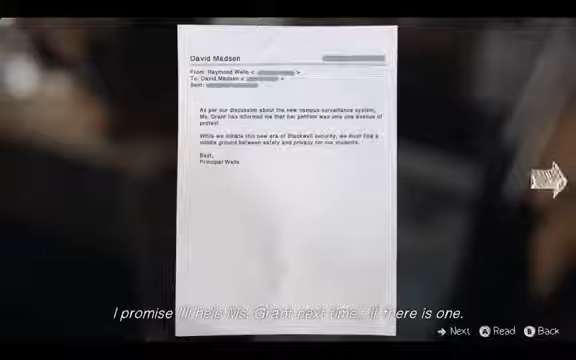 David Madsen
From: Raymond Wells <
To: David Madsen <
Sent:
As per our discussion about the new campus surveillance system,
Ms. Grant has informed me that her petition was only one avenue of
protest.
While we initiate this new era of Blackwell security, we must find a
middle ground between safety and privacy for our students.
Best,
Principal Wells
I promise I'll help Ms. Grant next time... if there is one.
Next A Read B Back